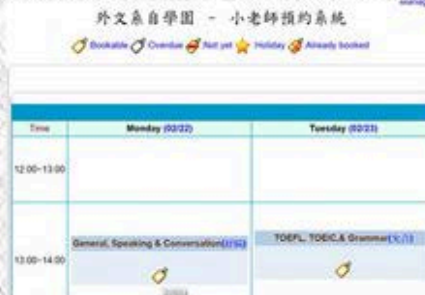 外文系自學園 - 小老師預約系統
Bookable Overdue Not yet Holiday Already booked
Time Monday (02/22) Tuesday (02/23)
12:00~13:00
13:00~14:00
General, Speaking & Conversation
TOEFL, TOEIC,& Grammar